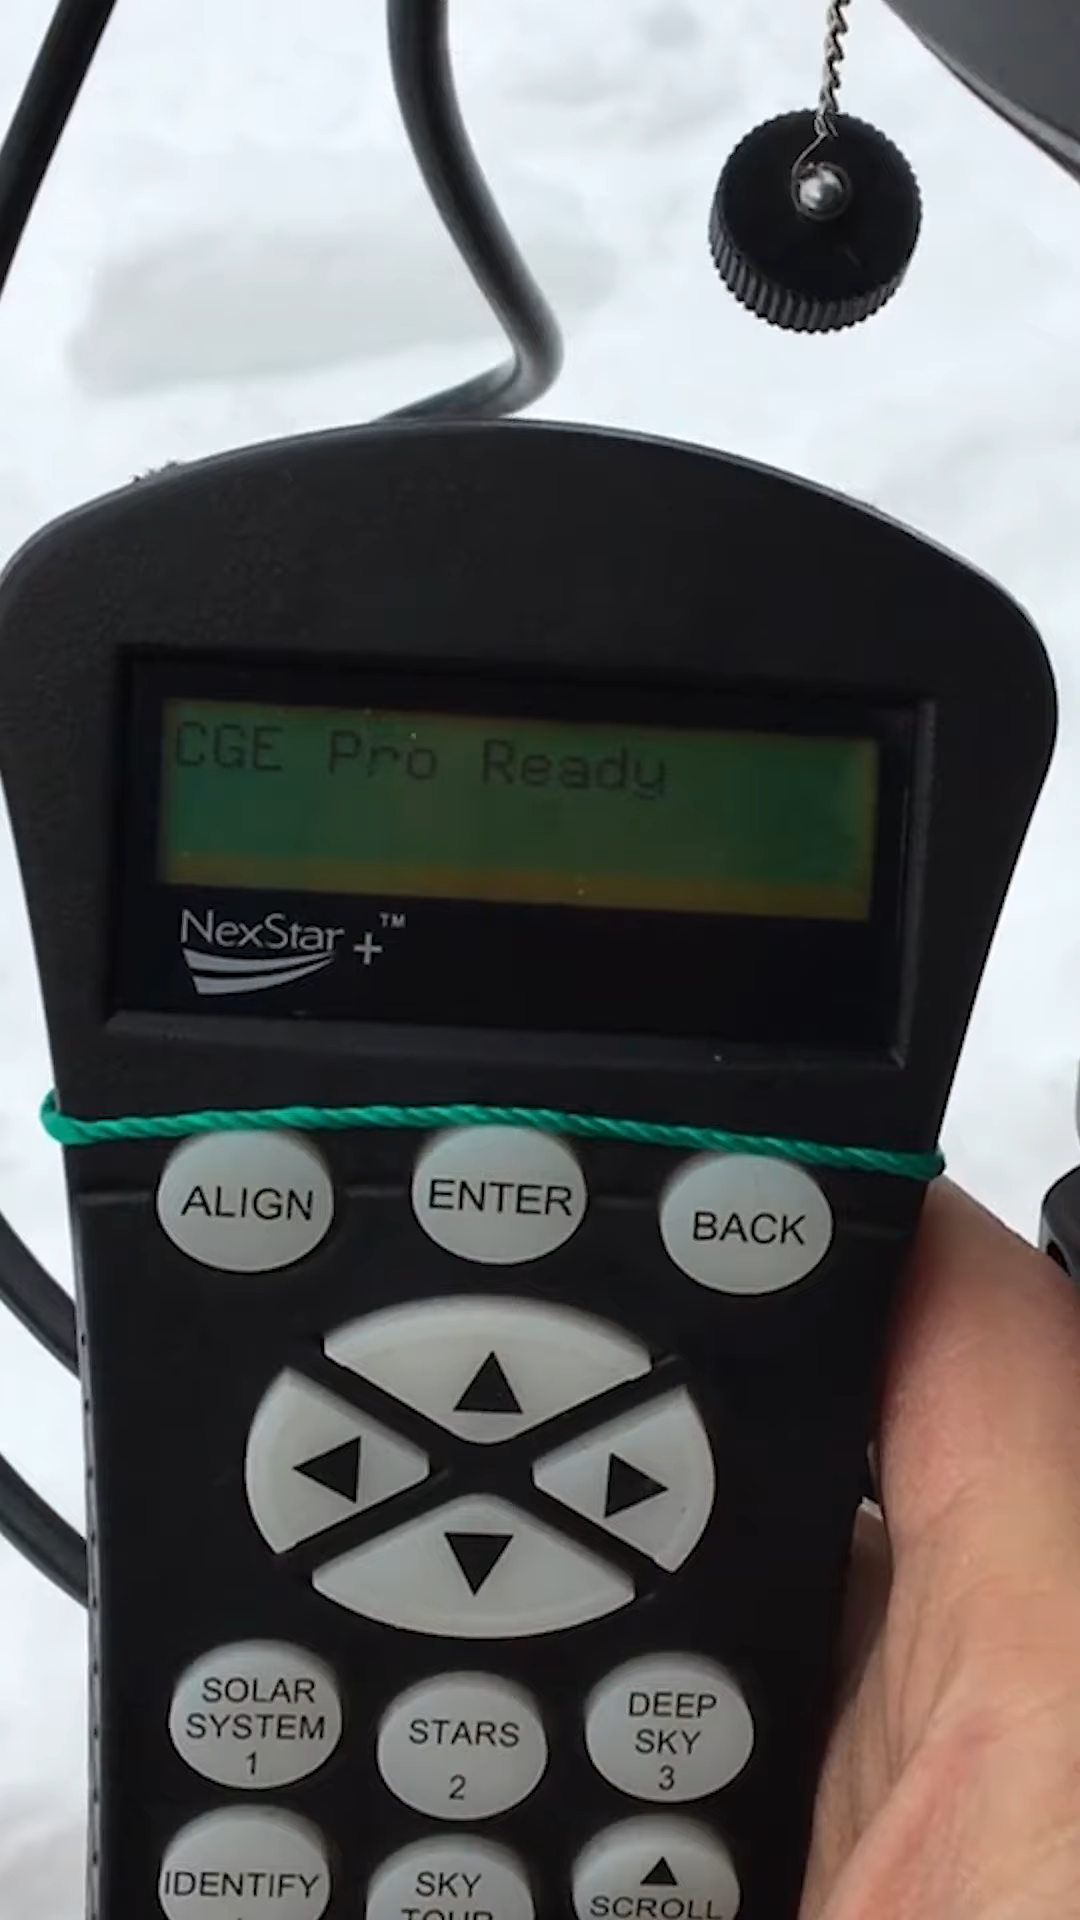 CGE Pro Ready
NexStar +™
ALIGN ENTER BACK
SOLAR SYSTEM 1
STARS 2
DEEP SKY 3
IDENTIFY
SKY TOUR
SCROLL